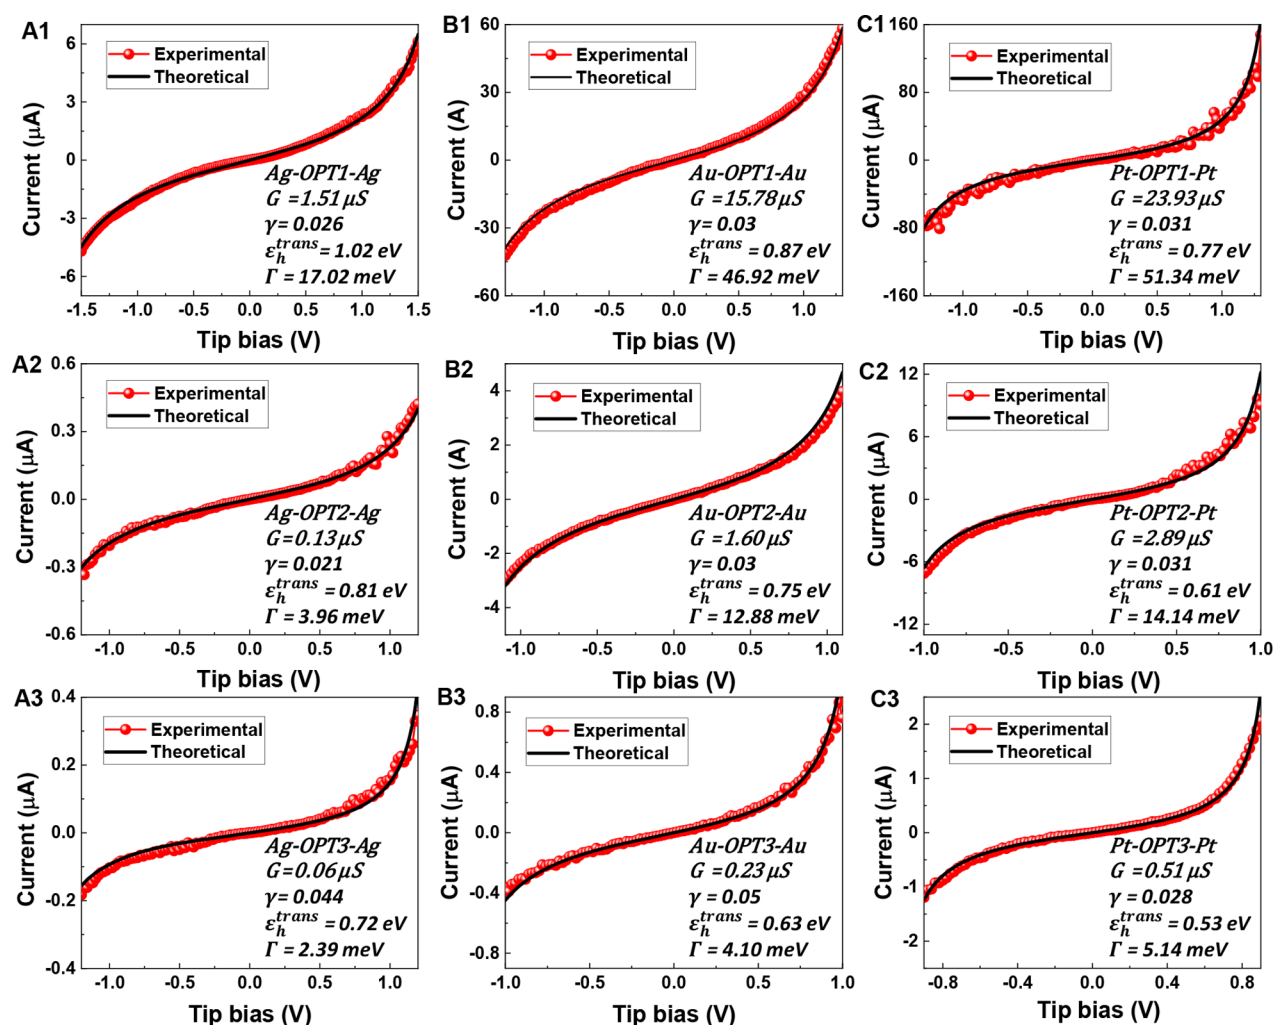 A1
6
3
0
-3
-6
Current (μA)
Experimental
Theoretical
Ag-OPT1-Ag
G = 1.51 μS
γ = 0.026
ε_h^trans = 1.02 eV
Γ = 17.02 meV
-1.5 -1.0 -0.5 0.0 0.5 1.0 1.5
Tip bias (V)
B1
60
30
0
-30
-60
Current (A)
Experimental
Theoretical
Au-OPT1-Au
G = 15.78 μS
γ = 0.03
ε_h^trans = 0.87 eV
Γ = 46.92 meV
-1.0 -0.5 0.0 0.5 1.0
Tip bias (V)
C1
160
80
0
-80
-160
Current (μA)
Experimental
Theoretical
Pt-OPT1-Pt
G = 23.93 μS
γ = 0.031
ε_h^trans = 0.77 eV
Γ = 51.34 meV
-1.0 -0.5 0.0 0.5 1.0
Tip bias (V)
A2
0.6
0.3
0.0
-0.3
-0.6
Current (μA)
Experimental
Theoretical
Ag-OPT2-Ag
G = 0.13 μS
γ = 0.021
ε_h^trans = 0.81 eV
Γ = 3.96 meV
-1.0 -0.5 0.0 0.5 1.0
Tip bias (V)
B2
4
2
0
-2
-4
Current (A)
Experimental
Theoretical
Au-OPT2-Au
G = 1.60 μS
γ = 0.03
ε_h^trans = 0.75 eV
Γ = 12.88 meV
-1.0 -0.5 0.0 0.5 1.0
Tip bias (V)
C2
12
6
0
-6
-12
Current (μA)
Experimental
Theoretical
Pt-OPT2-Pt
G = 2.89 μS
γ = 0.031
ε_h^trans = 0.61 eV
Γ = 14.14 meV
-1.0 -0.5 0.0 0.5 1.0
Tip bias (V)
A3
0.4
0.2
0.0
-0.2
-0.4
Current (μA)
Experimental
Theoretical
Ag-OPT3-Ag
G = 0.06 μS
γ = 0.044
ε_h^trans = 0.72 eV
Γ = 2.39 meV
-1.0 -0.5 0.0 0.5 1.0
Tip bias (V)
B3
0.8
0.4
0.0
-0.4
-0.8
Current (μA)
Experimental
Theoretical
Au-OPT3-Au
G = 0.23 μS
γ = 0.05
ε_h^trans = 0.63 eV
Γ = 4.10 meV
-1.0 -0.5 0.0 0.5 1.0
Tip bias (V)
C3
2
1
0
-1
-2
Current (μA)
Experimental
Theoretical
Pt-OPT3-Pt
G = 0.51 μS
γ = 0.028
ε_h^trans = 0.53 eV
Γ = 5.14 meV
-0.8 -0.4 0.0 0.4 0.8
Tip bias (V)